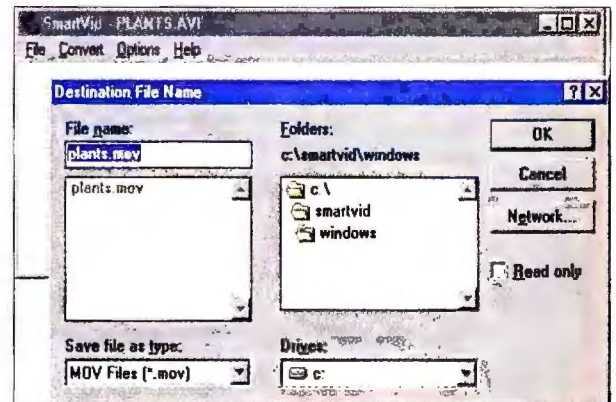 SmartVid - PLANTS.AVI
File Convert Options Help
Destination File Name
File name:
plants.mov
plants.mov
Folders:
c:\smartvid\windows
c:\
smartvid
windows
OK
Cancel
Network...
Read only
Save file as type:
MOV Files (*.mov)
Drives:
c: